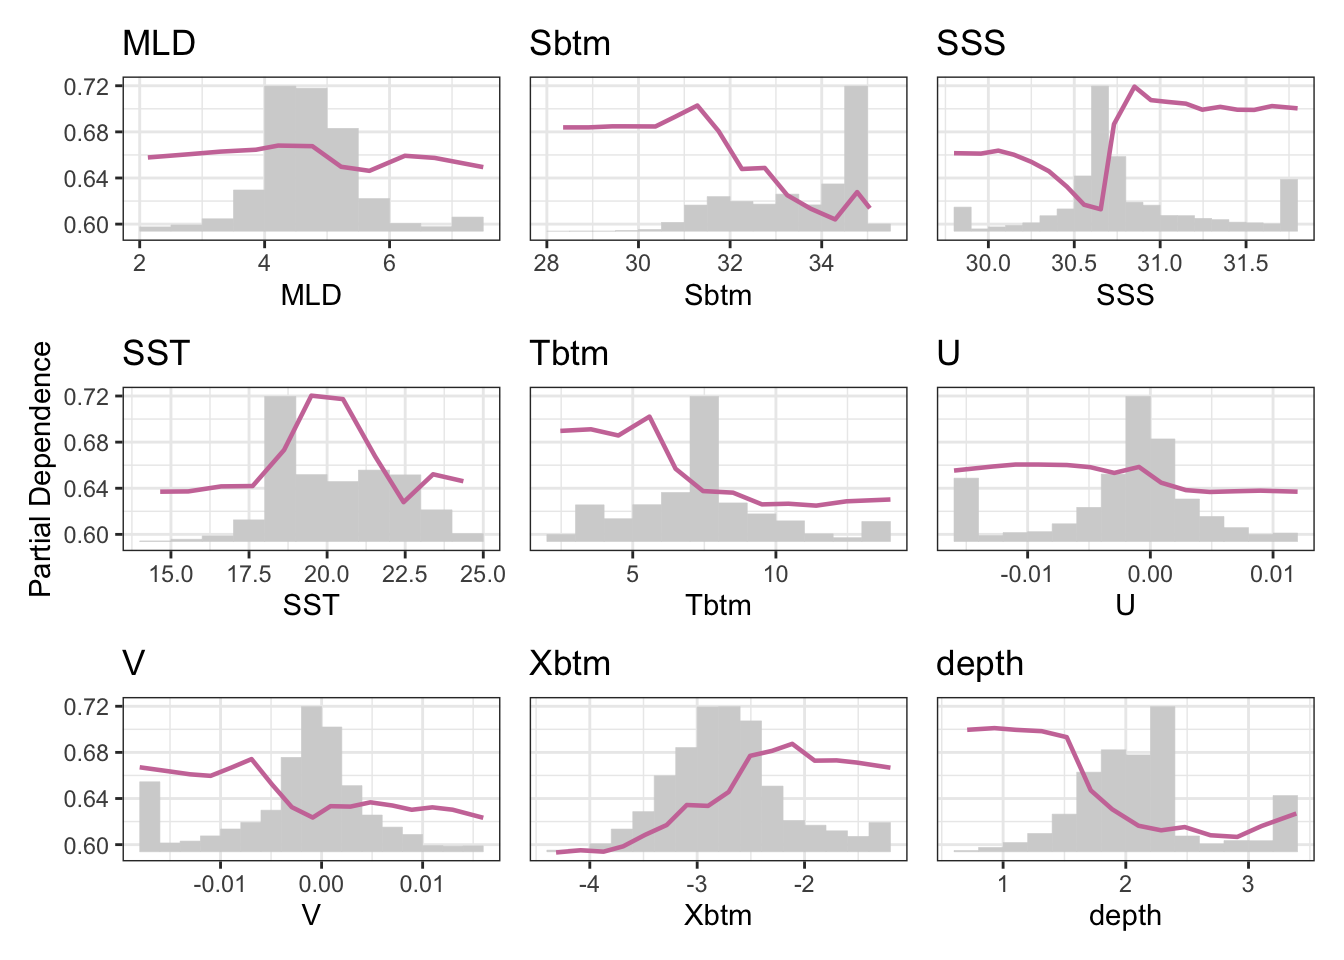 MLD Sbtm SSS
0.72
0.68
0.64
0.60
2 4 6 28 30 32 34 30.0 30.5 31.0 31.5
MLD Sbtm SSS
SST Tbtm U
0.72
0.68
0.64
0.60
15.0 17.5 20.0 22.5 25.0 5 10 -0.01 0.00 0.01
SST Tbtm U
Partial Dependence
V Xbtm depth
0.72
0.68
0.64
0.60
-0.01 0.00 0.01 -4 -3 -2 1 2 3
V Xbtm depth